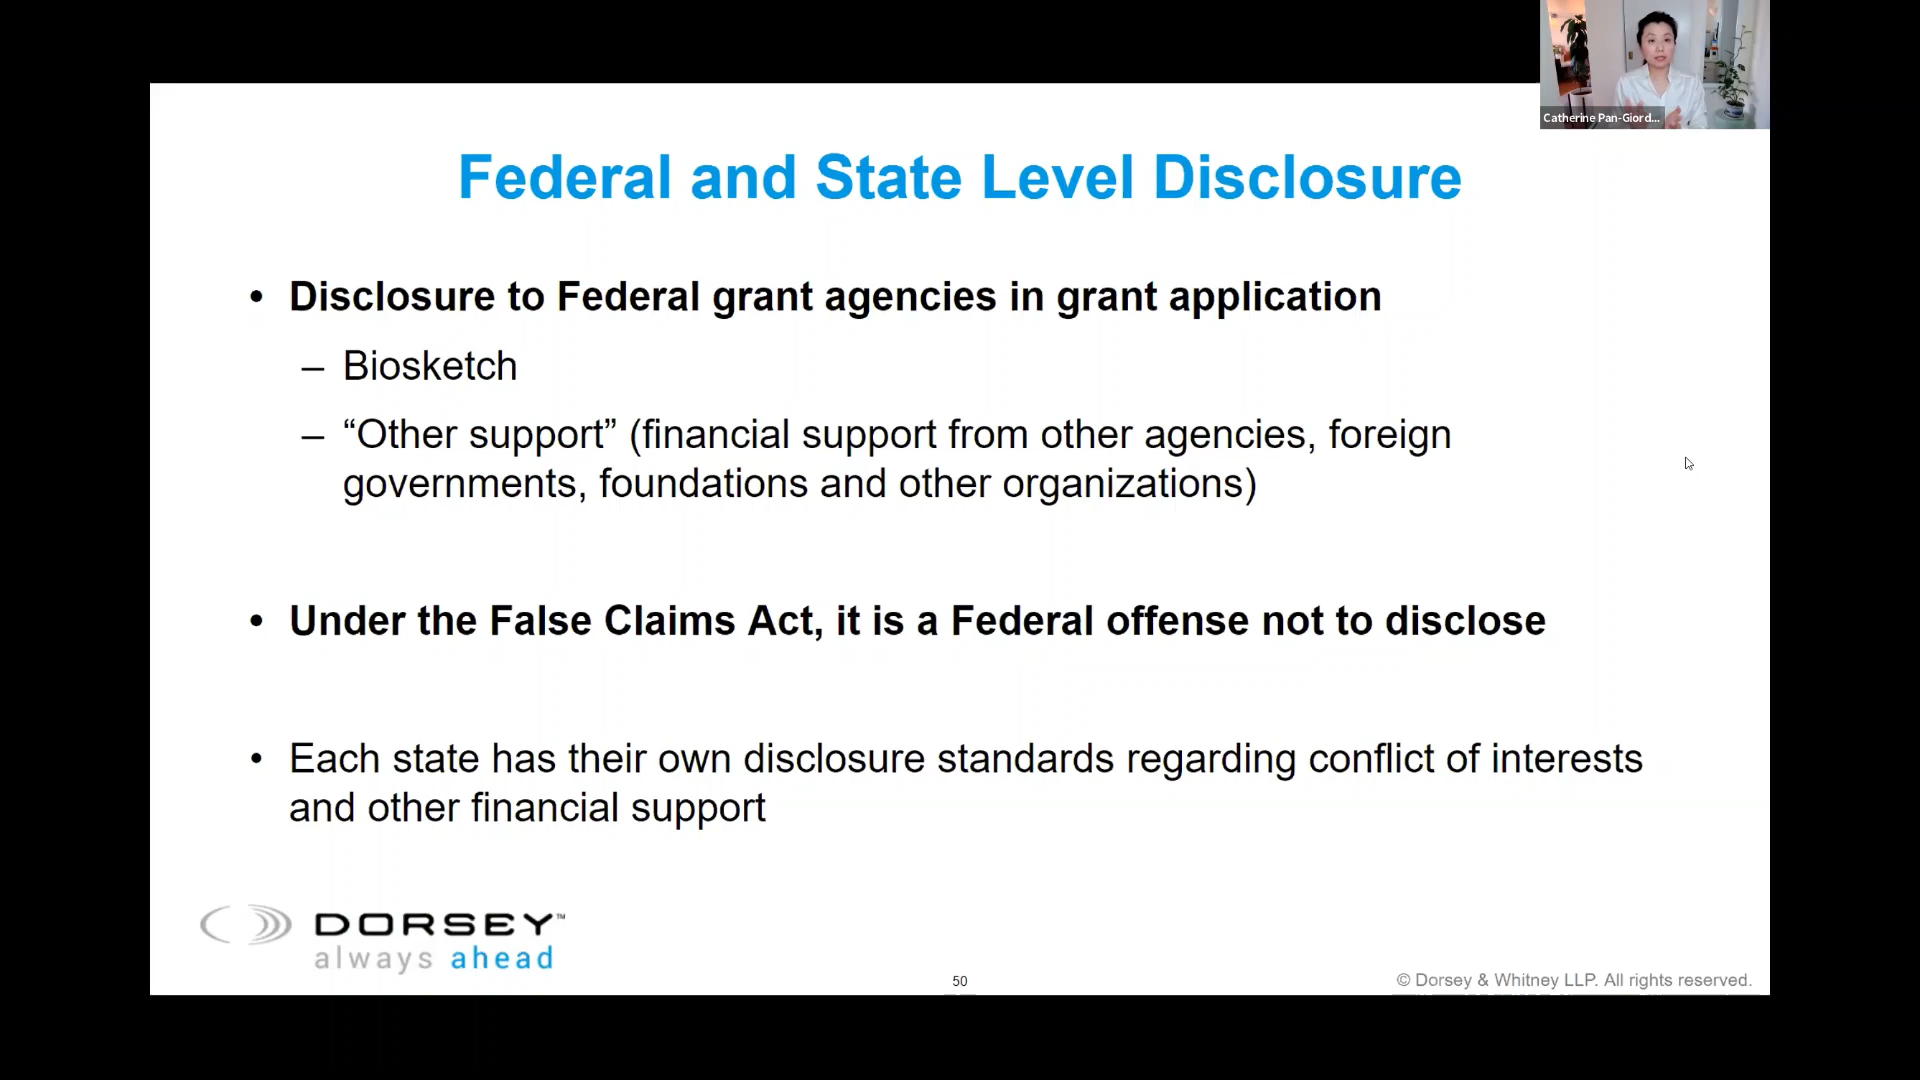 Catherine Pan-Giord...
Federal and State Level Disclosure
• Disclosure to Federal grant agencies in grant application
– Biosketch
– “Other support” (financial support from other agencies, foreign
governments, foundations and other organizations)
• Under the False Claims Act, it is a Federal offense not to disclose
• Each state has their own disclosure standards regarding conflict of interests
and other financial support
DORSEY™
always ahead
50
© Dorsey & Whitney LLP. All rights reserved.